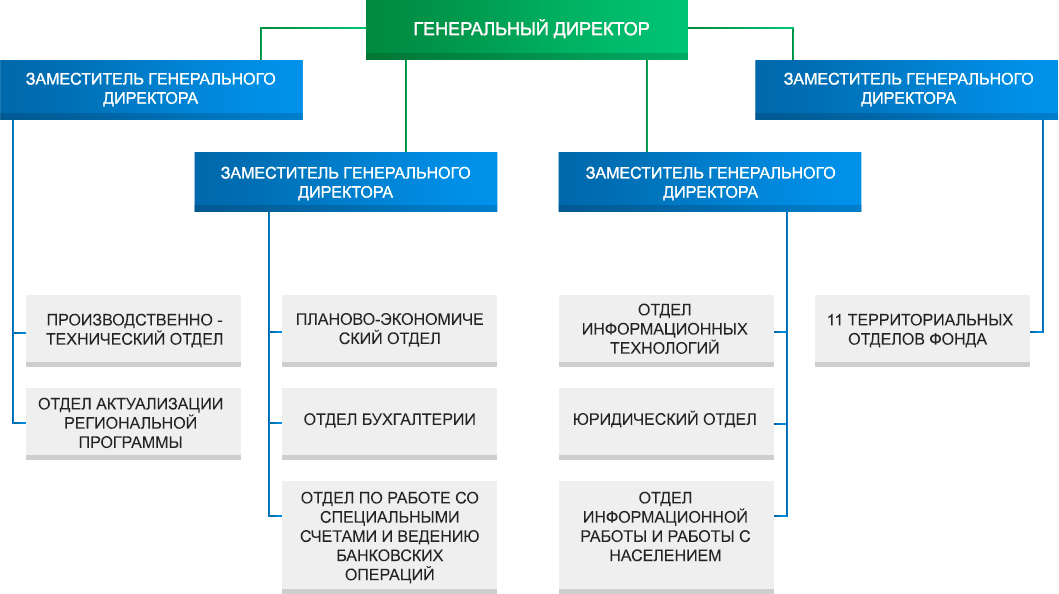 ГЕНЕРАЛЬНЫЙ ДИРЕКТОР
ЗАМЕСТИТЕЛЬ ГЕНЕРАЛЬНОГО
ДИРЕКТОРА
ЗАМЕСТИТЕЛЬ ГЕНЕРАЛЬНОГО
ДИРЕКТОРА
ЗАМЕСТИТЕЛЬ ГЕНЕРАЛЬНОГО
ДИРЕКТОРА
ЗАМЕСТИТЕЛЬ ГЕНЕРАЛЬНОГО
ДИРЕКТОРА
ПРОИЗВОДСТВЕННО -
ТЕХНИЧЕСКИЙ ОТДЕЛ
ПЛАНОВО-ЭКОНОМИЧЕ
СКИЙ ОТДЕЛ
ОТДЕЛ
ИНФОРМАЦИОННЫХ
ТЕХНОЛОГИЙ
11 ТЕРРИТОРИАЛЬНЫХ
ОТДЕЛОВ ФОНДА
ОТДЕЛ АКТУАЛИЗАЦИИ
РЕГИОНАЛЬНОЙ
ПРОГРАММЫ
ОТДЕЛ БУХГАЛТЕРИИ
ЮРИДИЧЕСКИЙ ОТДЕЛ
ОТДЕЛ ПО РАБОТЕ СО
СПЕЦИАЛЬНЫМИ
СЧЕТАМИ И ВЕДЕНИЮ
БАНКОВСКИХ
ОПЕРАЦИЙ
ОТДЕЛ
ИНФОРМАЦИОННОЙ
РАБОТЫ И РАБОТЫ С
НАСЕЛЕНИЕМ